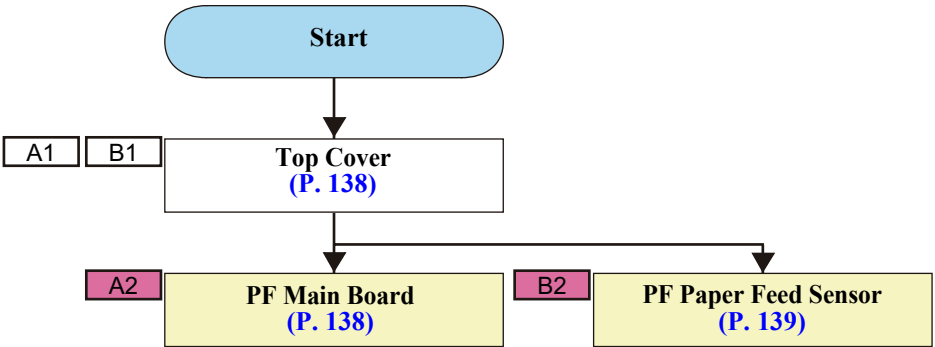 Start
A1
B1
Top Cover
(P. 138)
A2
PF Main Board
(P. 138)
B2
PF Paper Feed Sensor
(P. 139)